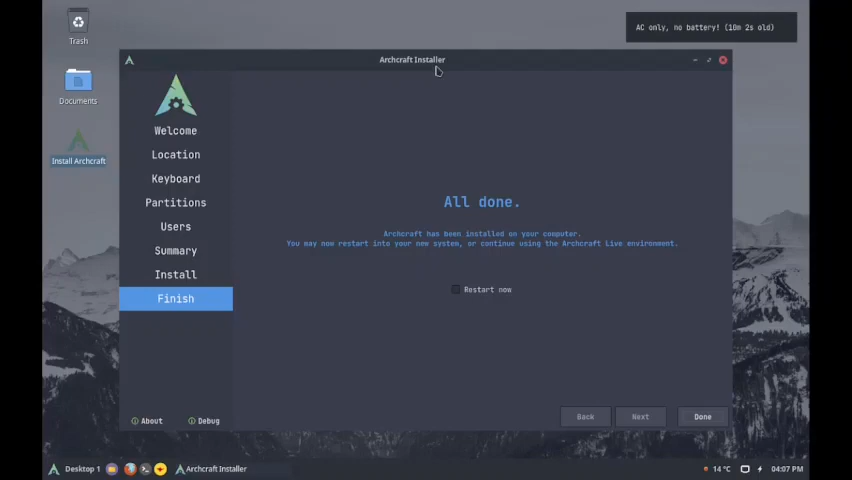 Trash
AC only, no battery! (10m 2s old)
Archcraft Installer
Documents
Install Archcraft
Welcome
Location
Keyboard
Partitions
Users
Summary
Install
Finish
All done.
Archcraft has been installed on your computer.
You may now restart into your new system, or continue using the Archcraft Live environment.
Restart now
About
Debug
Back
Next
Done
Desktop 1
Archcraft Installer
14 °C
04:07 PM